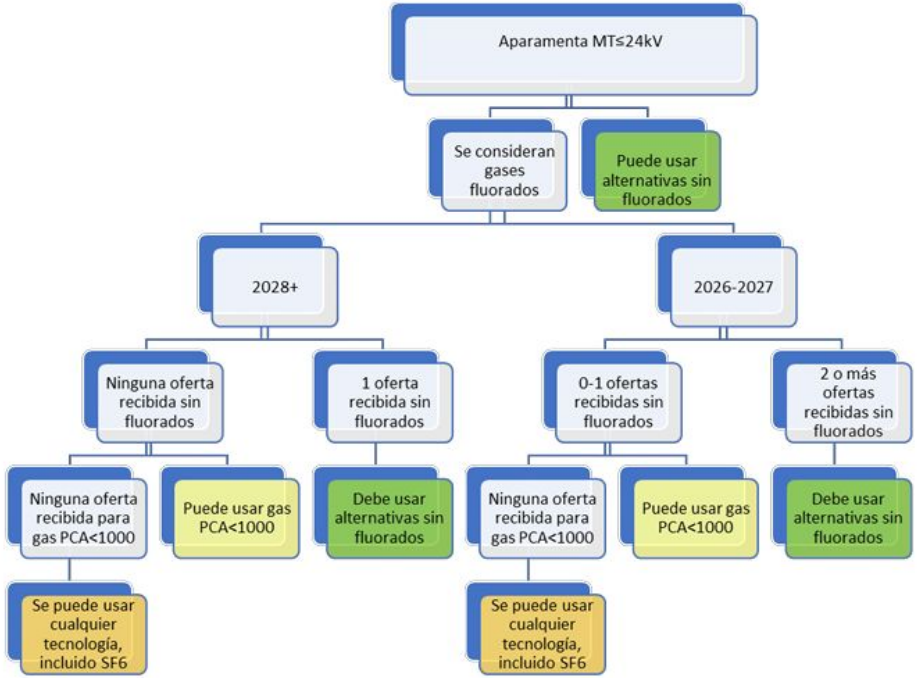 Aparamenta MT≤24kV
Se consideran
gases
fluorados
Puede usar
alternativas sin
fluorados
2028+
2026-2027
Ninguna oferta
recibida sin
fluorados
1 oferta
recibida sin
fluorados
0-1 ofertas
recibidas sin
fluorados
2 o más
ofertas
recibidas sin
fluorados
Ninguna oferta
recibida para
gas PCA<1000
Puede usar gas
PCA<1000
Debe usar
alternativas sin
fluorados
Ninguna oferta
recibida para
gas PCA<1000
Puede usar gas
PCA<1000
Debe usar
alternativas sin
fluorados
Se puede usar
cualquier
tecnología,
incluido SF6
Se puede usar
cualquier
tecnología,
incluido SF6